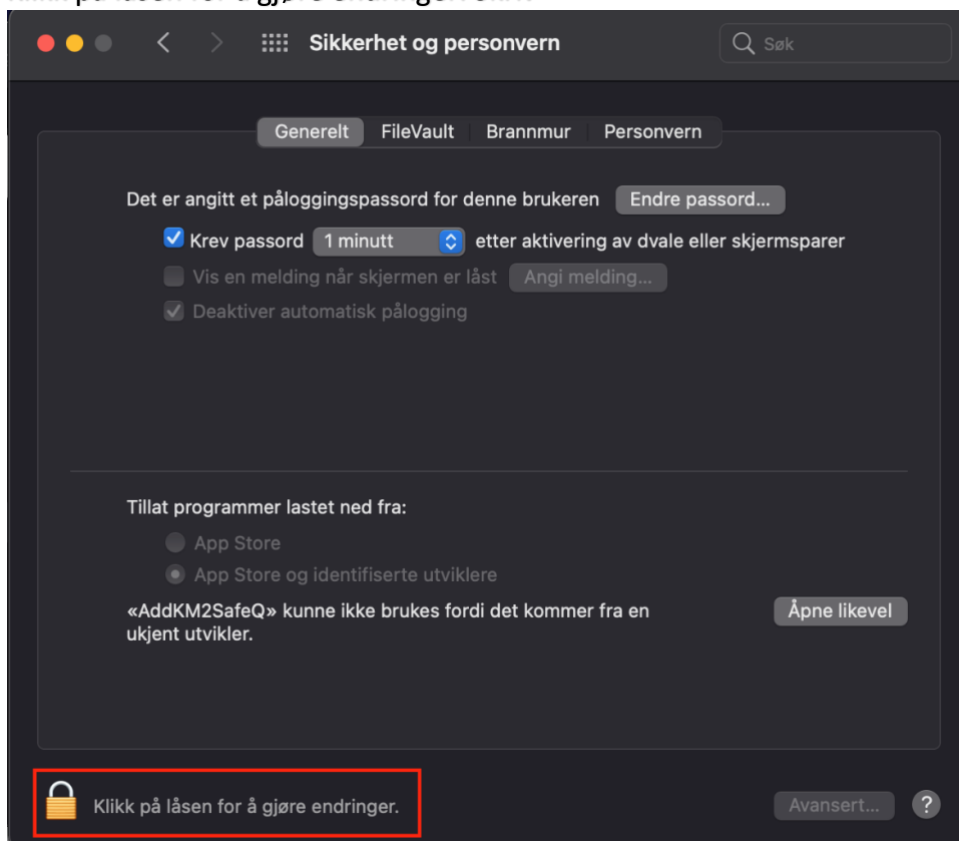 Sikkerhet og personvern
Søk
Generelt FileVault Brannmur Personvern
Det er angitt et påloggingspassord for denne brukeren Endre passord...
Krev passord 1 minutt etter aktivering av dvale eller skjermsparer
Vis en melding når skjermen er låst Angi melding...
Deaktiver automatisk pålogging
Tillat programmer lastet ned fra:
App Store
App Store og identifiserte utviklere
«AddKM2SafeQ» kunne ikke brukes fordi det kommer fra en Åpne likevel
ukjent utvikler.
Klikk på låsen for å gjøre endringer. Avansert... ?